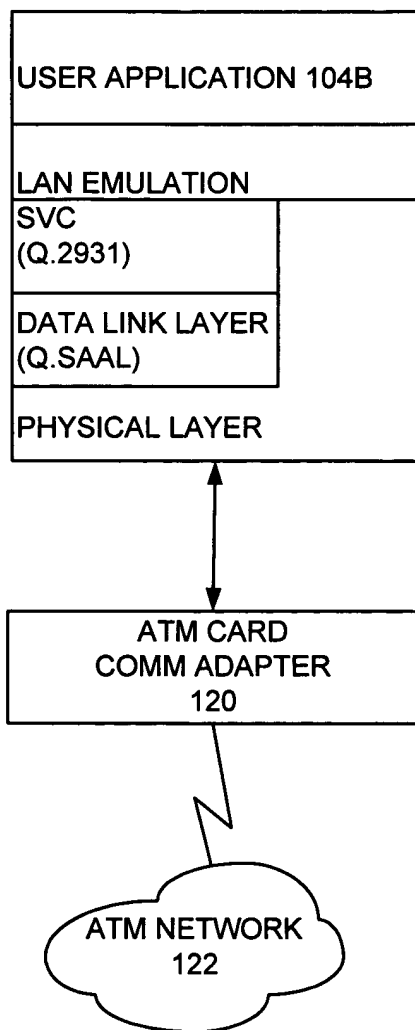 USER APPLICATION 104B
LAN EMULATION
SVC
(Q.2931)
DATA LINK LAYER
(Q.SAAL)
PHYSICAL LAYER
ATM CARD
COMM ADAPTER
120
ATM NETWORK
122